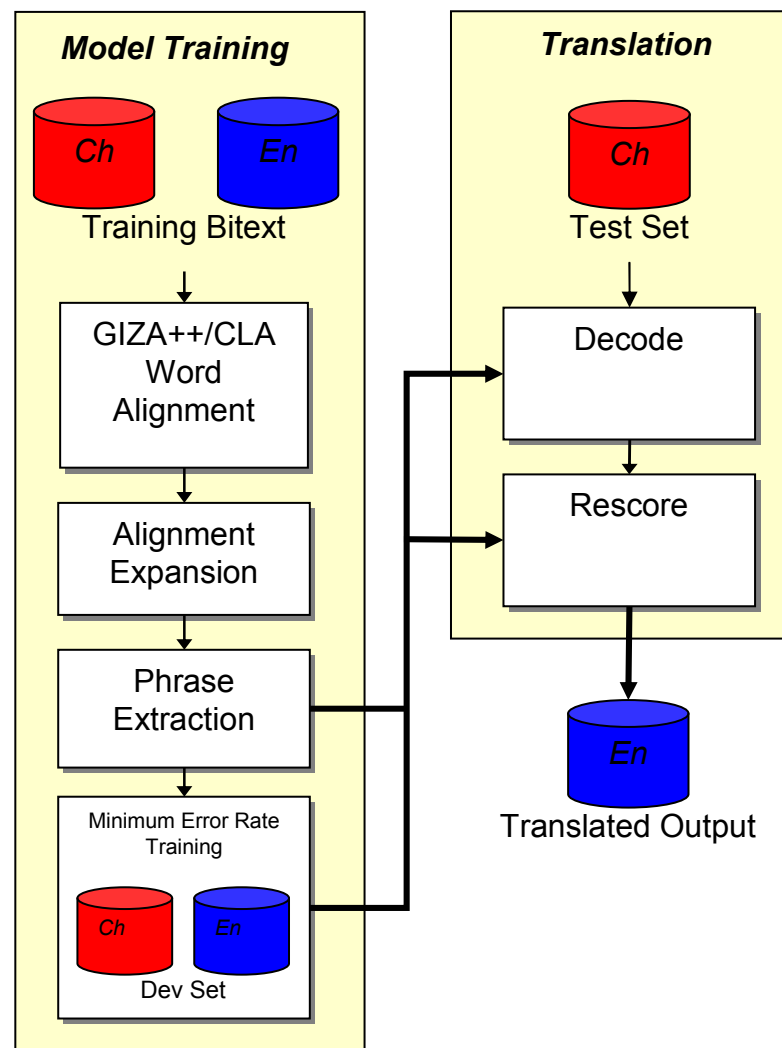 Model Training
Ch
En
Training Bitext
GIZA++/CLA
Word
Alignment
Alignment
Expansion
Phrase
Extraction
Minimum Error Rate
Training
Ch
En
Dev Set
Translation
Ch
Test Set
Decode
Rescore
En
Translated Output